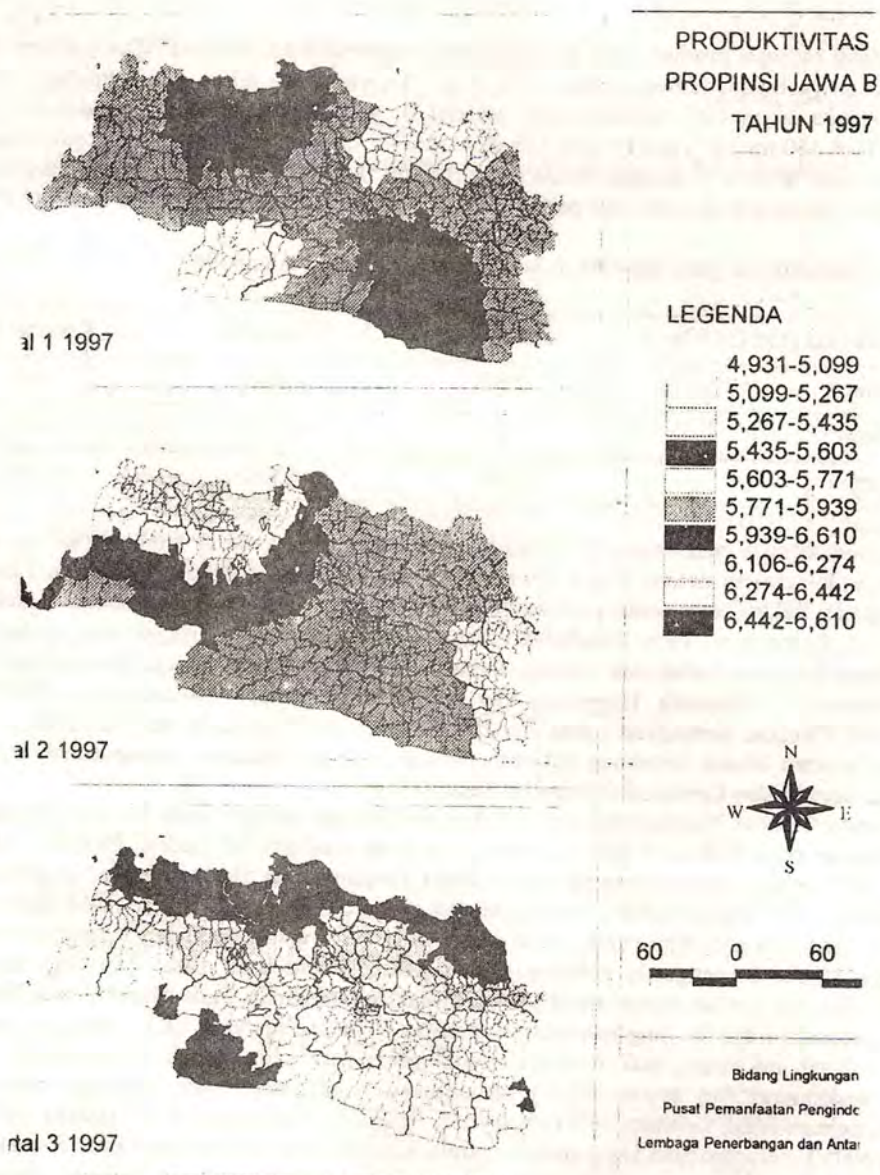 PRODUKTIVITAS
PROPINSI JAWA B
TAHUN 1997
al 1 1997
LEGENDA
4,931-5,099
5,099-5,267
5,267-5,435
5,435-5,603
5,603-5,771
5,771-5,939
5,939-6,610
6,106-6,274
6,274-6,442
6,442-6,610
al 2 1997
N
W E
S
60 0 60
Bidang Lingkungan
Pusat Pemanfaatan Penginde
Lembaga Penerbangan dan Antar
rtal 3 1997